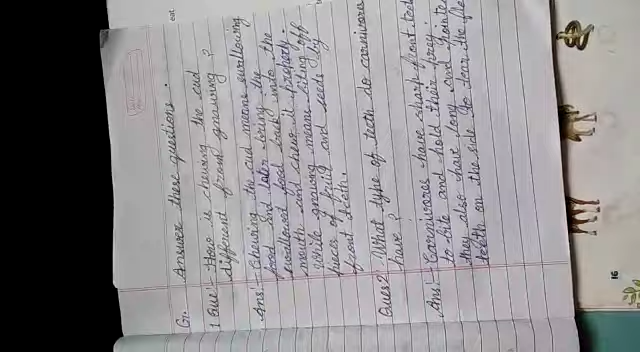 G. Answer these questions.
1 Que:- How is chewing the cud
different from gnawing?
Ans:- Chewing the cud means swallowing
food and later bring the
swallowed food back into the
mouth and chews it properly.
while gnawing means biting off
pieces of fruit and seeds by
front teeth.
Ques2 What type of teeth do carnivores
have?
Ans:- Carnivores have sharp front teeth
to bite and hold their prey.
they also have long and pointed
teeth on the side to tear the
16